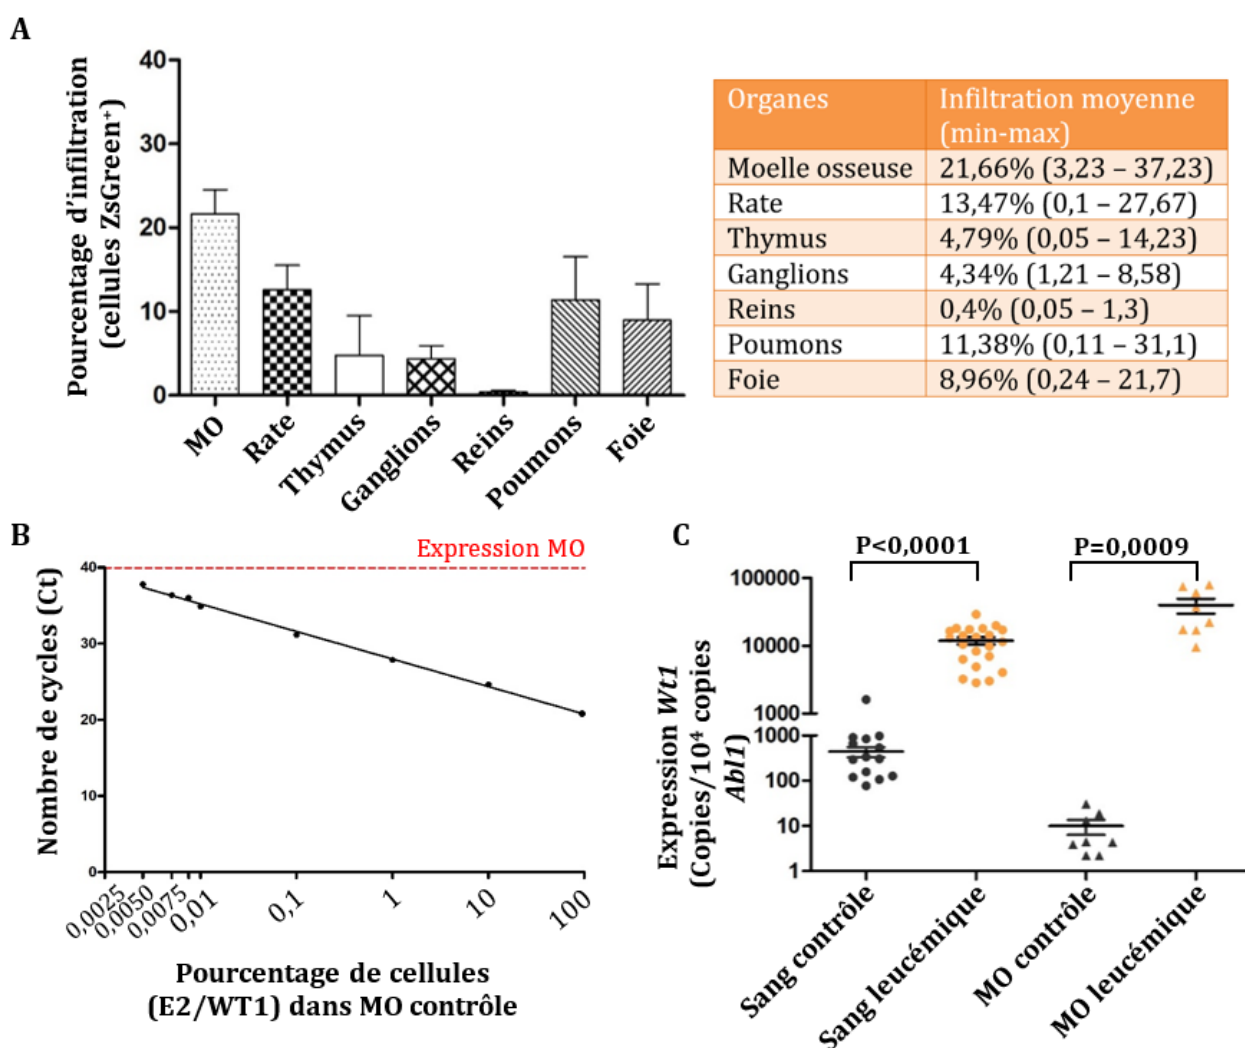 A
Pourcentage d'infiltration
(cellules ZsGreen⁺)
40
30
20
10
0
MO
Rate
Thymus
Ganglions
Reins
Poumons
Foie
Organes Infiltration moyenne
(min-max)
Moelle osseuse 21,66% (3,23 – 37,23)
Rate 13,47% (0,1 – 27,67)
Thymus 4,79% (0,05 – 14,23)
Ganglions 4,34% (1,21 – 8,58)
Reins 0,4% (0,05 – 1,3)
Poumons 11,38% (0,11 – 31,1)
Foie 8,96% (0,24 – 21,7)
B
Expression MO
Nombre de cycles (Ct)
40
30
20
36
0
0,0025
0,0050
0,0075
0,01
0,1
1
10
100
Pourcentage de cellules
(E2/WT1) dans MO contrôle
C
P<0,0001
P=0,0009
Expression Wt1
(Copies/10⁴ copies
Abl1)
100000
10000
1000
1000
100
10
1
Sang contrôle
Sang leucémique
MO contrôle
MO leucémique